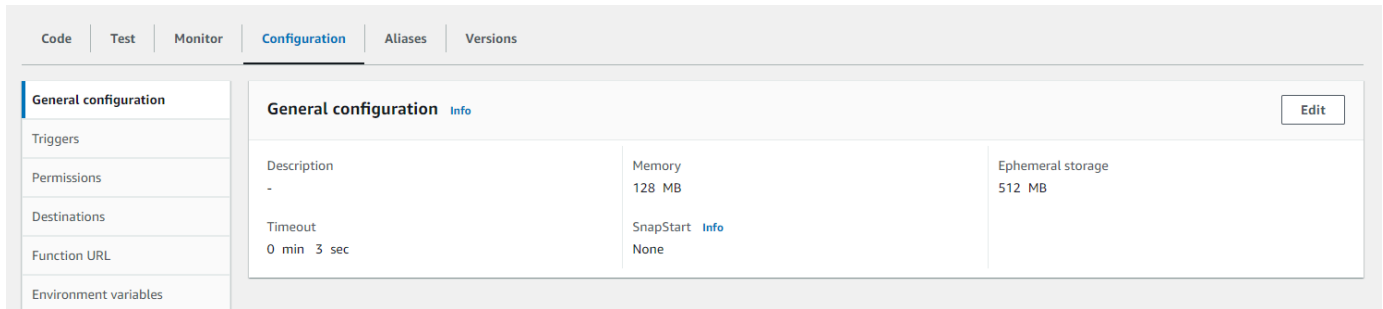 Code Test Monitor Configuration Aliases Versions
General configuration
Triggers
Permissions
Destinations
Function URL
Environment variables
General configuration Info
Edit
Description
-
Timeout
0 min 3 sec
Memory
128 MB
SnapStart Info
None
Ephemeral storage
512 MB